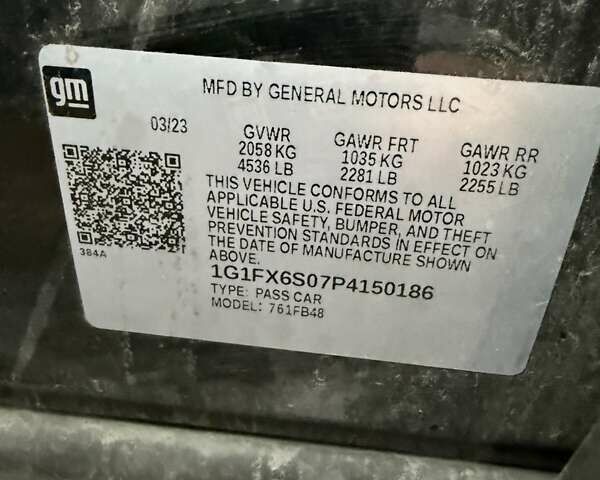 gm
MFD BY GENERAL MOTORS LLC
03/23
GVWR GAWR FRT GAWR RR
2058 KG 1035 KG 1023 KG
4536 LB 2281 LB 2255 LB
THIS VEHICLE CONFORMS TO ALL
APPLICABLE U.S. FEDERAL MOTOR
VEHICLE SAFETY, BUMPER, AND THEFT
PREVENTION STANDARDS IN EFFECT ON
THE DATE OF MANUFACTURE SHOWN
ABOVE.
384A
1G1FX6S07P4150186
TYPE: PASS CAR
MODEL: 761FB48